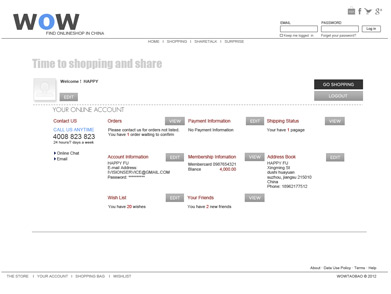 WOW
FIND ONLINESHOP IN CHINA
EMAIL PASSWORD
Log in
Keep me logged in Forgot your password?
HOME | SHOPPING | SHARETALK | SURPRISE
Time to shopping and share
Welcome ! HAPPY
EDIT
GO SHOPPING
LOGOUT
YOUR ONLINE ACCOUNT
Contact US
CALL US ANYTIME
4008 823 823
24 hours/7 days a week
Online Chat
Email
Orders VIEW
Please contact us for orders not listed.
You have 1 order waiting to confirm
Payment Information EDIT
No Payment Information
Shipping Status VIEW
Your have 1 pagage
Account Information EDIT
HAPPY FU
E-mail Address
IVISIONSERVICE@GMAIL.COM
Password: **********
Membership Information VIEW
Membercard 0987654321
Blance 4,000.00
Address Book EDIT
HAPPY FU
Xingming St
dushi huayuan
suzhou, jiangsu 215010
China
Phone: 18962177512
Wish List EDIT
You have 20 wishes
Your Friends VIEW
You have 2 new friends
About | Data Use Policy | Terms | Help
THE STORE | YOUR ACCOUNT | SHOPPING BAG | WISHLIST
WOWTAOBAO © 2012